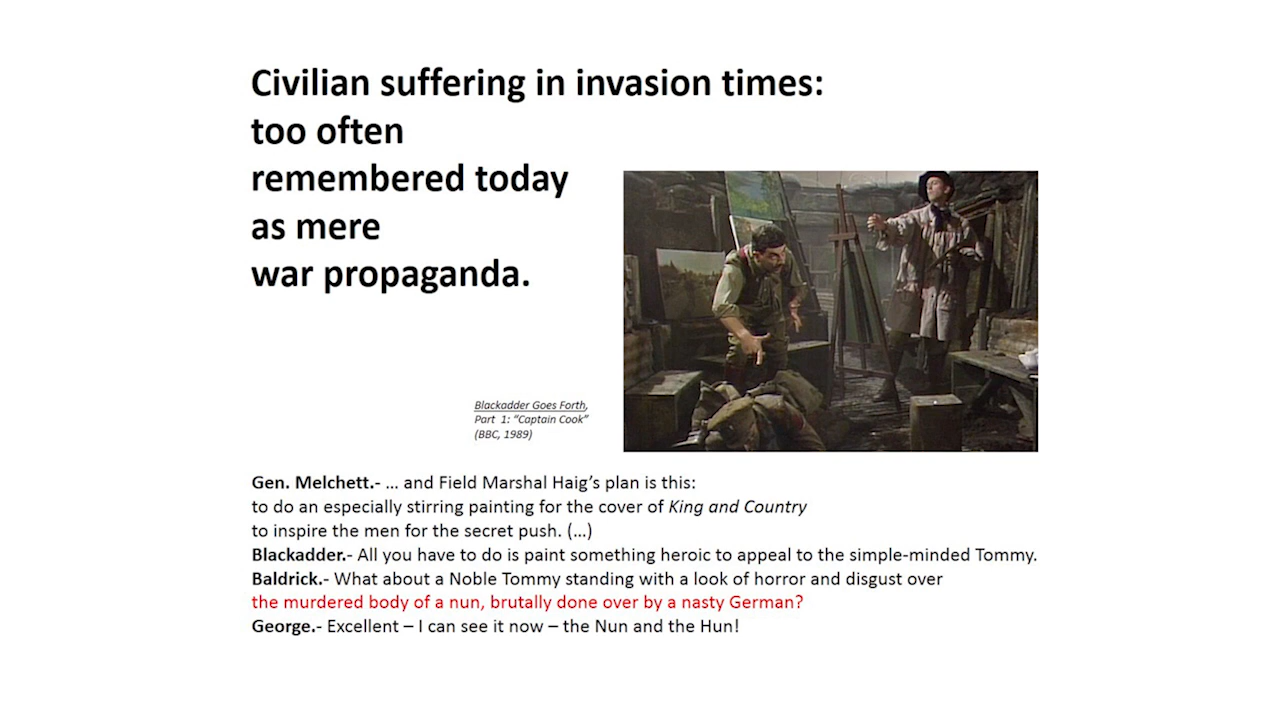 Civilian suffering in invasion times:
too often
remembered today
as mere
war propaganda.
Blackadder Goes Forth,
Part 1: “Captain Cook”
(BBC, 1989)
Gen. Melchett.- … and Field Marshal Haig’s plan is this:
to do an especially stirring painting for the cover of King and Country
to inspire the men for the secret push. (…)
Blackadder.- All you have to do is paint something heroic to appeal to the simple-minded Tommy.
Baldrick.- What about a Noble Tommy standing with a look of horror and disgust over
the murdered body of a nun, brutally done over by a nasty German?
George.- Excellent – I can see it now – the Nun and the Hun!